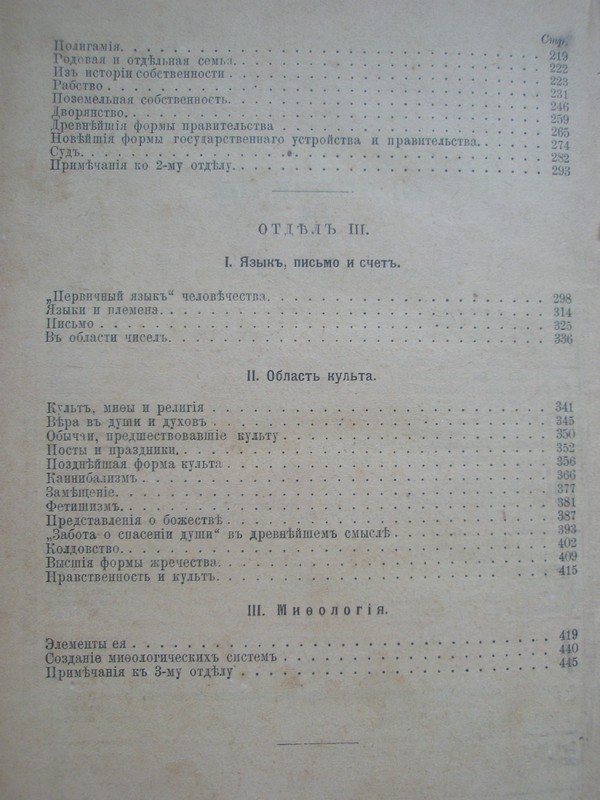 Стр.
Полигамія. 219
Родовая и отдѣльная семья. 222
Изъ исторіи собственности 223
Рабство 231
Поземельная собственность. 246
Дворянство. 259
Древнѣйшія формы правительства 265
Новѣйшія формы государственнаго устройства и правительства. 274
Судъ. 282
Примѣчанія ко 2-му отдѣлу. 293
ОТДѢЛЪ III.
I. Языкъ, письмо и счетъ.
„Первичный языкъ“ человѣчества. 298
Языки и племена. 314
Письмо 325
Въ области чиселъ. 336
II. Область культа.
Культъ, миѳы и религія 341
Вѣра въ души и духовъ 345
Обычаи, предшествовавшіе культу 350
Посты и праздники. 352
Позднѣйшая форма культа 356
Каннибализмъ 366
Замѣщеніе. 377
Фетишизмъ. 381
Представленія о божествѣ 387
„Забота о спасеніи души“ въ древнѣйшемъ смыслѣ 393
Колдовство. 402
Высшія формы жречества. 409
Нравственность и культъ. 415
III. Миѳологія.
Элементы ея 419
Созданіе миѳологическихъ системъ 440
Примѣчанія къ 3-му отдѣлу 445